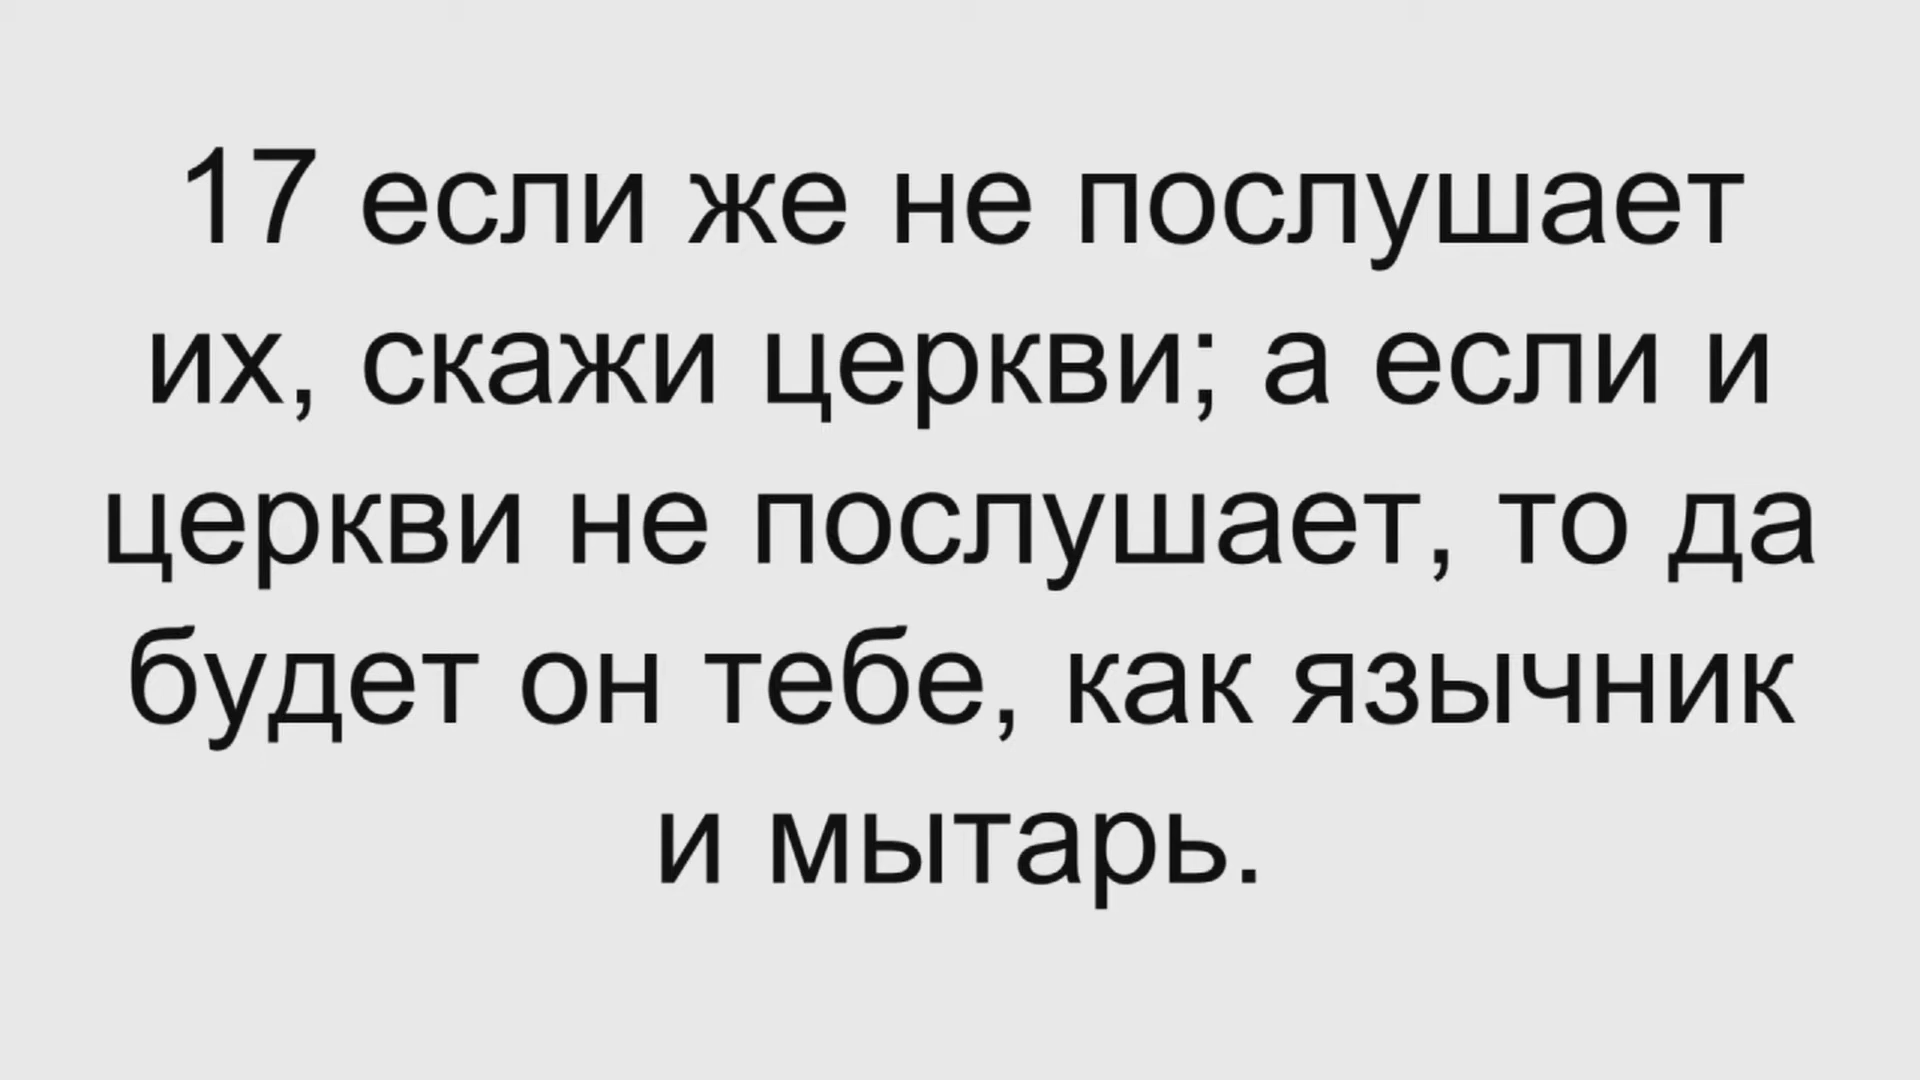 17 если же не послушает
их, скажи церкви; а если и
церкви не послушает, то да
будет он тебе, как язычник
и мытарь.